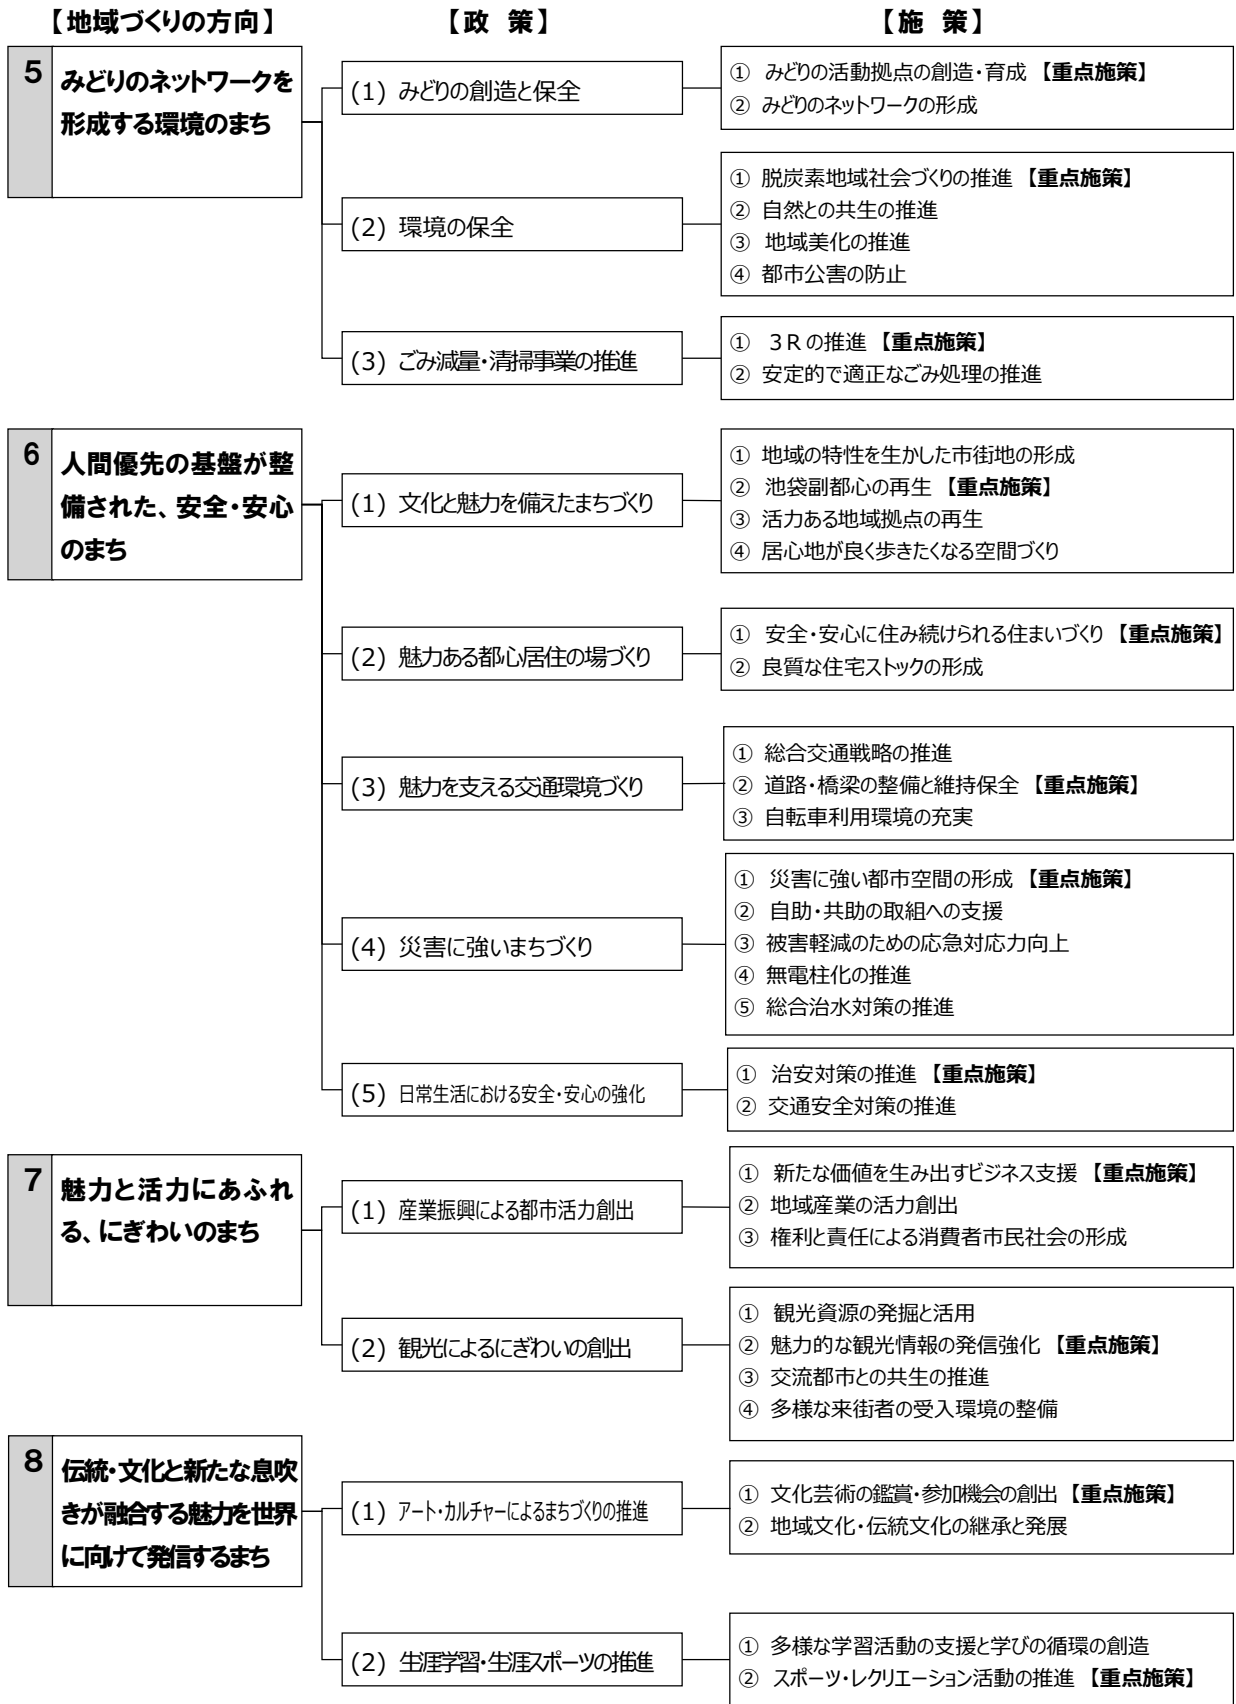 【地域づくりの方向】 【政 策】 【施 策】
5 みどりのネットワークを
形成する環境のまち
(1) みどりの創造と保全
① みどりの活動拠点の創造・育成 【重点施策】
② みどりのネットワークの形成
(2) 環境の保全
① 脱炭素地域社会づくりの推進 【重点施策】
② 自然との共生の推進
③ 地域美化の推進
④ 都市公害の防止
(3) ごみ減量・清掃事業の推進
① 3Rの推進 【重点施策】
② 安定的で適正なごみ処理の推進
6 人間優先の基盤が整
備された、安全・安心
のまち
(1) 文化と魅力を備えたまちづくり
① 地域の特性を生かした市街地の形成
② 池袋副都心の再生 【重点施策】
③ 活力ある地域拠点の再生
④ 居心地が良く歩きたくなる空間づくり
(2) 魅力ある都心居住の場づくり
① 安全・安心に住み続けられる住まいづくり 【重点施策】
② 良質な住宅ストックの形成
(3) 魅力を支える交通環境づくり
① 総合交通戦略の推進
② 道路・橋梁の整備と維持保全 【重点施策】
③ 自転車利用環境の充実
(4) 災害に強いまちづくり
① 災害に強い都市空間の形成 【重点施策】
② 自助・共助の取組への支援
③ 被害軽減のための応急対応力向上
④ 無電柱化の推進
⑤ 総合治水対策の推進
(5) 日常生活における安全・安心の強化
① 治安対策の推進 【重点施策】
② 交通安全対策の推進
7 魅力と活力にあふれ
る、にぎわいのまち
(1) 産業振興による都市活力創出
① 新たな価値を生み出すビジネス支援 【重点施策】
② 地域産業の活力創出
③ 権利と責任による消費者市民社会の形成
(2) 観光によるにぎわいの創出
① 観光資源の発掘と活用
② 魅力的な観光情報の発信強化 【重点施策】
③ 交流都市との共生の推進
④ 多様な来街者の受入環境の整備
8 伝統・文化と新たな息吹
きが融合する魅力を世界
に向けて発信するまち
(1) アート・カルチャーによるまちづくりの推進
① 文化芸術の鑑賞・参加機会の創出 【重点施策】
② 地域文化・伝統文化の継承と発展
(2) 生涯学習・生涯スポーツの推進
① 多様な学習活動の支援と学びの循環の創造
② スポーツ・レクリエーション活動の推進 【重点施策】